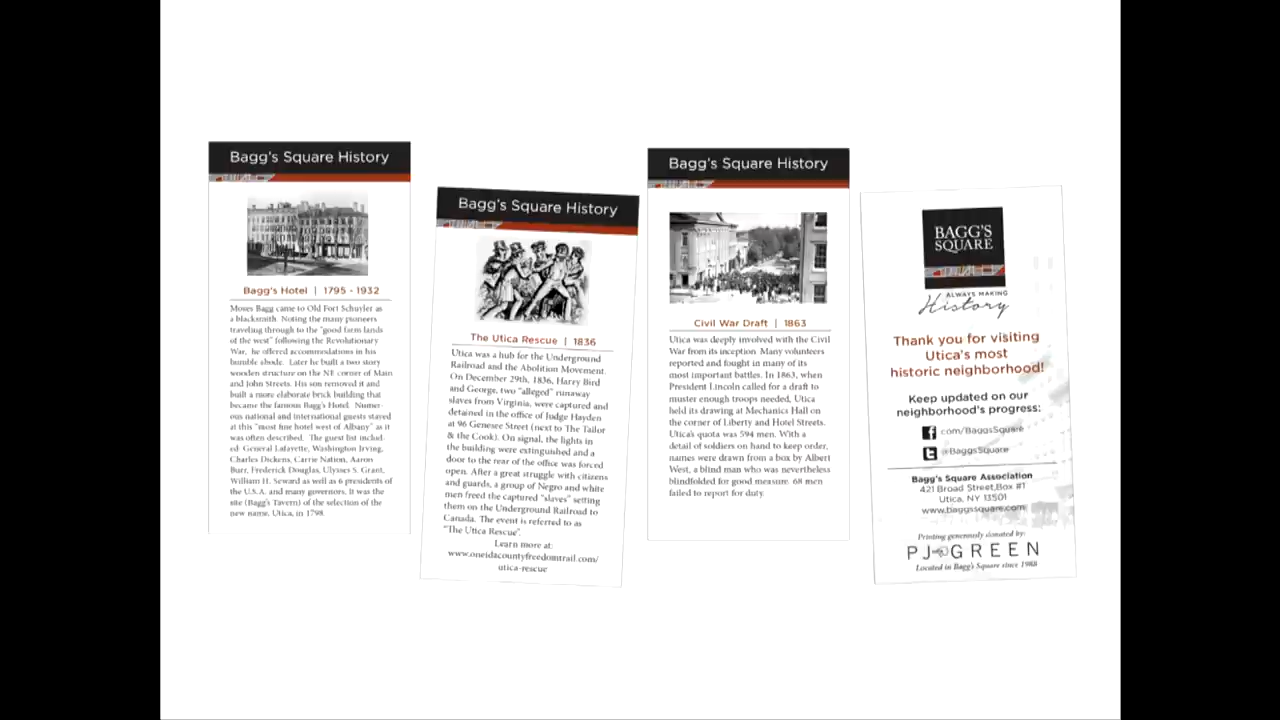 Bagg's Square History
Bagg's Hotel | 1795 - 1932
Moses Bagg came to Old Fort Schuyler as
a blacksmith. Noting the many pioneers
traveling through to the "good farm lands
of the west" following the Revolutionary
War, he offered accommodations in his
humble abode. Later he built a two story
wooden structure on the NE corner of Main
and John Streets. His son removed it and
built a more elaborate brick building that
became the famous Bagg's Hotel. Numer-
ous national and international guests stayed
at this "most fine hotel west of Albany" as it
was often described. The guest list includ-
ed: General Lafayette, Washington Irving,
Charles Dickens, Carrie Nation, Aaron
Burr, Frederick Douglas, Ulysses S. Grant,
William H. Seward as well as 6 presidents of
the U.S.A. and many governors. It was the
site (Bagg's Tavern) of the selection of the
new name, Utica, in 1798.
Bagg's Square History
The Utica Rescue | 1836
Utica was a hub for the Underground
Railroad and the Abolition Movement.
On December 29th, 1836, Harry Bird
and George, two "alleged" runaway
slaves from Virginia, were captured and
detained in the office of Judge Hayden
at 96 Genesee Street (next to The Tailor
& the Cook). On signal, the lights in
the building were extinguished and a
door to the rear of the office was forced
open. After a great struggle with citizens
and guards, a group of Negro and white
men freed the captured "slaves" setting
them on the Underground Railroad to
Canada. The event is referred to as
"The Utica Rescue".
Learn more at:
www.oneidacountyfreedomtrail.com/
utica-rescue
Bagg's Square History
Civil War Draft | 1863
Utica was deeply involved with the Civil
War from its inception. Many volunteers
reported and fought in many of its
most important battles. In 1863, when
President Lincoln called for a draft to
muster enough troops needed, Utica
held its drawing at Mechanics Hall on
the corner of Liberty and Hotel Streets.
Utica's quota was 594 men. With a
detail of soldiers on hand to keep order,
names were drawn from a box by Albert
West, a blind man who was nevertheless
blindfolded for good measure. 68 men
failed to report for duty.
BAGG'S
SQUARE
ALWAYS MAKING
History
Thank you for visiting
Utica's most
historic neighborhood!
Keep updated on our
neighborhood's progress:
com/BaggsSquare
@BaggsSquare
Bagg's Square Association
421 Broad Street,Box #1
Utica, NY 13501
www.baggssquare.com
Printing generously donated by:
PJ GREEN
Located in Bagg's Square since 1988